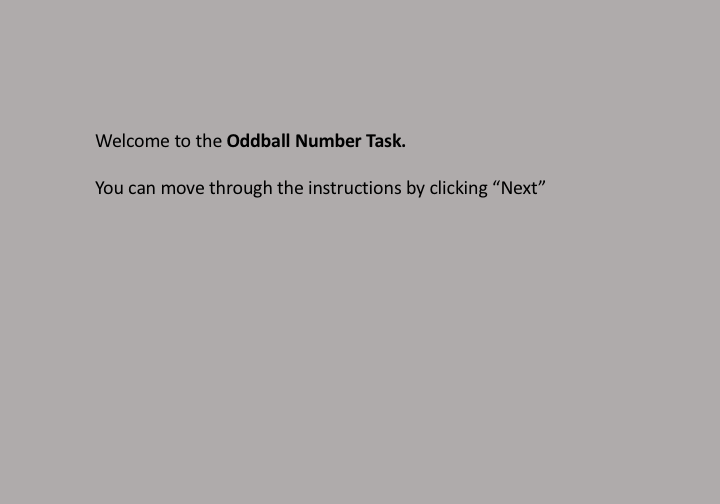 Welcome to the Oddball Number Task.
You can move through the instructions by clicking “Next”